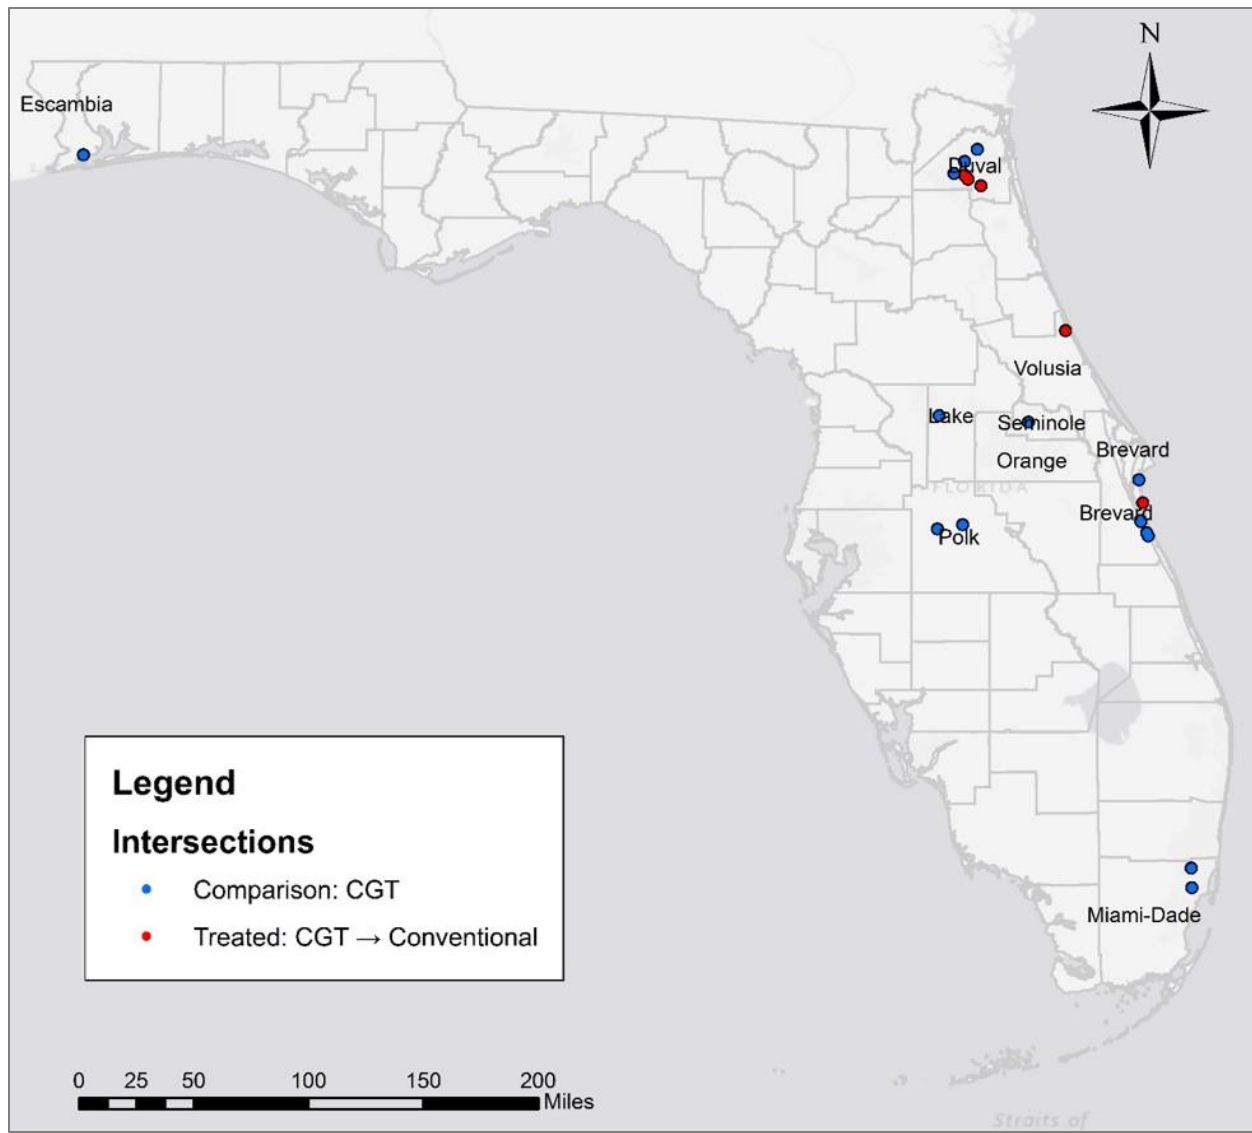 N
Escambia
Duval
Volusia
Lake
Seminole
Brevard
Orange
FLORIDA
Brevard
Polk
Legend
Intersections
Comparison: CGT
Treated: CGT → Conventional
Miami-Dade
0 25 50 100 150 200
Miles
Straits of